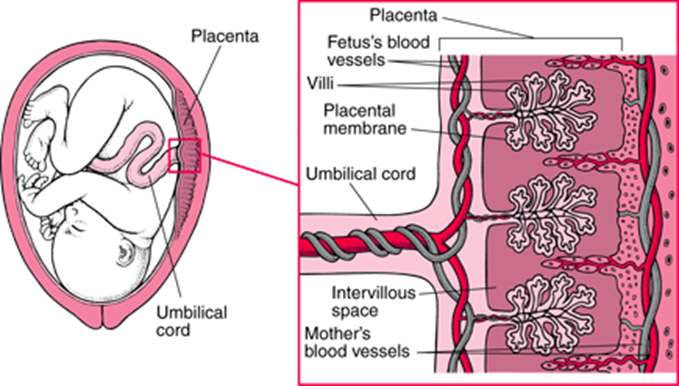 Placenta
Umbilical
cord
Placenta
Fetus's blood
vessels
Villi
Placental
membrane
Umbilical cord
Intervillous
space
Mother's
blood vessels